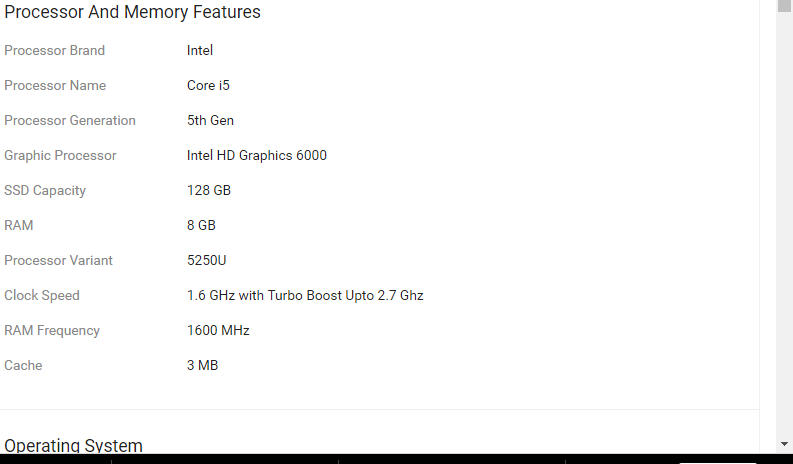 Processor And Memory Features
Processor Brand Intel
Processor Name Core i5
Processor Generation 5th Gen
Graphic Processor Intel HD Graphics 6000
SSD Capacity 128 GB
RAM 8 GB
Processor Variant 5250U
Clock Speed 1.6 GHz with Turbo Boost Upto 2.7 Ghz
RAM Frequency 1600 MHz
Cache 3 MB
Operating System